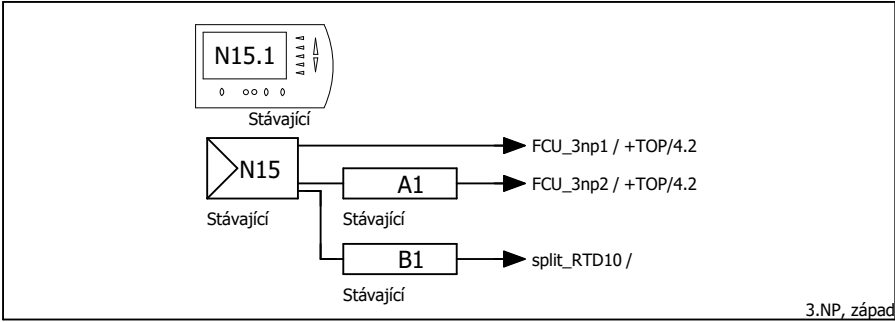 N15.1
Stávající
FCU_3np1 / +TOP/4.2
N15
A1
FCU_3np2 / +TOP/4.2
Stávající
Stávající
B1
split_RTD10 /
Stávající
3.NP, západ